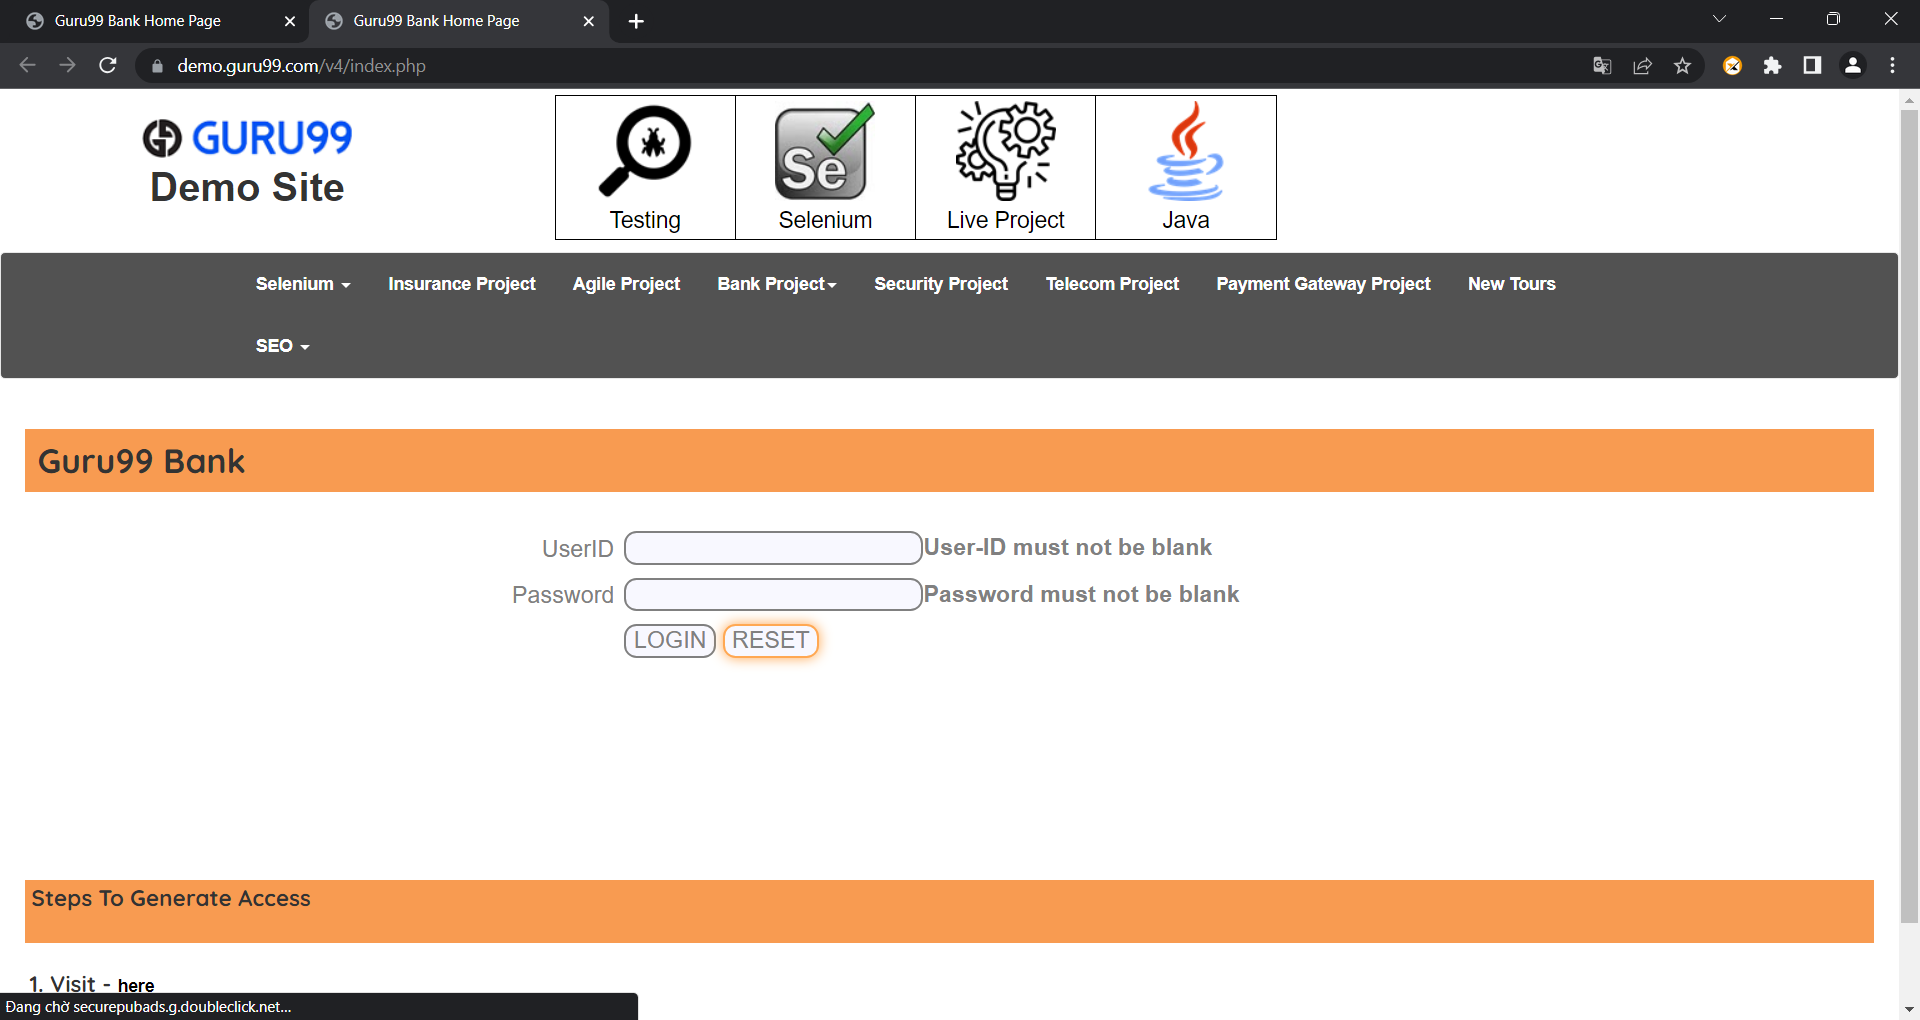 Guru99 Bank Home Page
Guru99 Bank Home Page
demo.guru99.com/v4/index.php
GURU99
Demo Site
Se
Testing
Selenium
Live Project
Java
Selenium
Insurance Project
Agile Project
Bank Project
Security Project
Telecom Project
Payment Gateway Project
New Tours
SEO
Guru99 Bank
UserID
User-ID must not be blank
Password
Password must not be blank
LOGIN
RESET
Steps To Generate Access
1. Visit - here
Đang chờ securepubads.g.doubleclick.net...